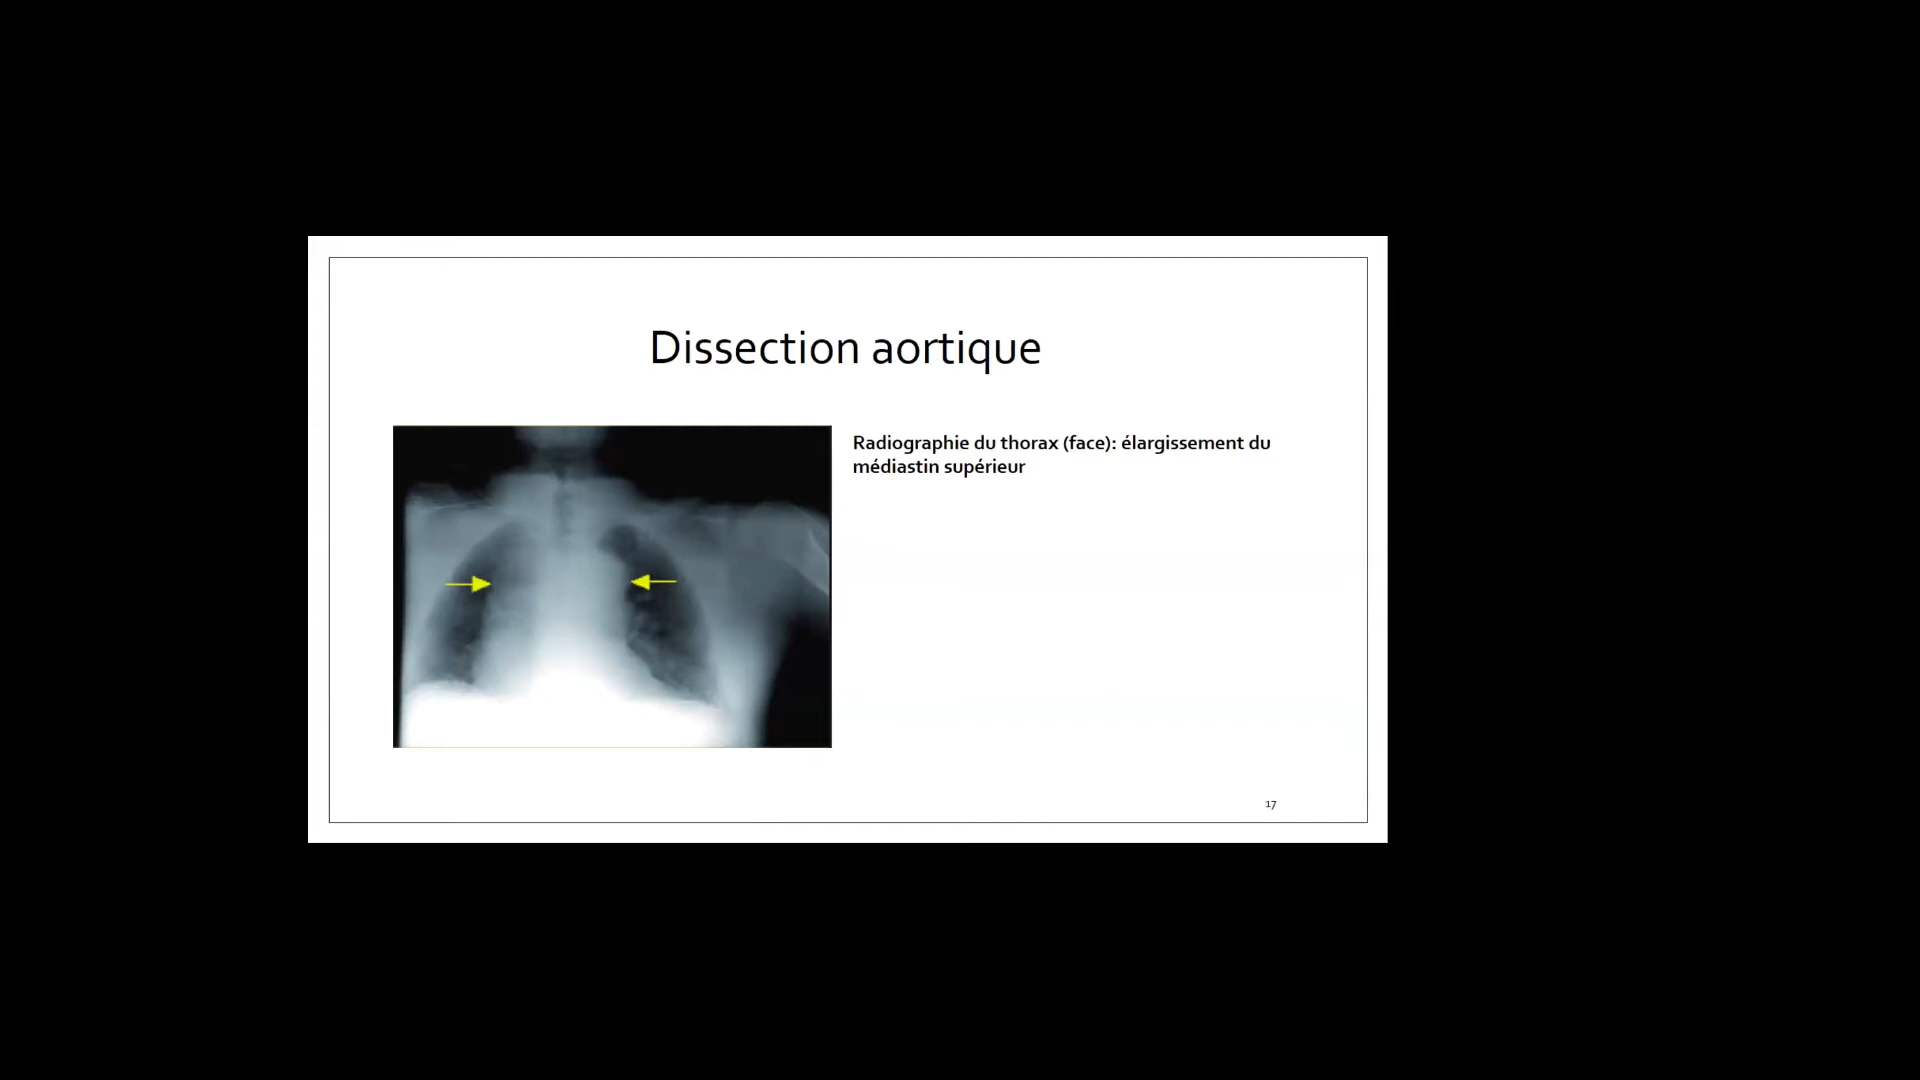 Dissection aortique
Radiographie du thorax (face): élargissement du
médiastin supérieur
17